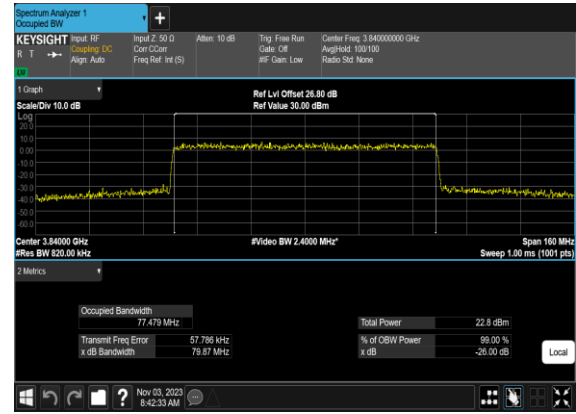 Spectrum Analyzer 1
Occupied BW
+
KEYSIGHT Input: RF Input Z: 50 Ω Atten: 10 dB Trig: Free Run Center Freq: 3.840000000 GHz
R T Coupling: DC Corr CCorr Gate: Off Avg|Hold: 100/100
Align: Auto Freq Ref: Int (S) #IF Gain: Low Radio Std: None
LVI
1 Graph Ref Lvl Offset 26.80 dB
Scale/Div 10.0 dB Ref Value 30.00 dBm
Log
20.0
10.0
0.00
-10.0
-20.0
-30.0
-40.0
-50.0
-60.0
Center 3.84000 GHz #Video BW 2.4000 MHz* Span 160 MHz
#Res BW 820.00 kHz Sweep 1.00 ms (1001 pts)
2 Metrics
Occupied Bandwidth
77.479 MHz Total Power 22.8 dBm
Transmit Freq Error 57.786 kHz % of OBW Power 99.00 %
x dB Bandwidth 79.87 MHz x dB -26.00 dB
Local
? Nov 03, 2023
8:42:33 AM